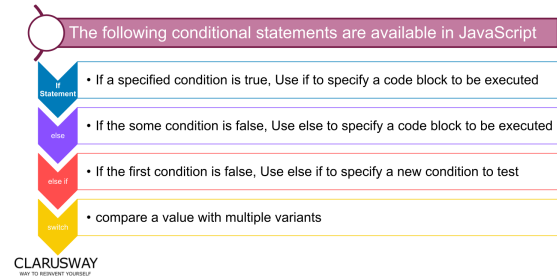 The following conditional statements are available in JavaScript
If
Statement
• If a specified condition is true, Use if to specify a code block to be executed
else
• If the some condition is false, Use else to specify a code block to be executed
else if
• If the first condition is false, Use else if to specify a new condition to test
switch
• compare a value with multiple variants
CLARUSWAY
WAY TO REINVENT YOURSELF